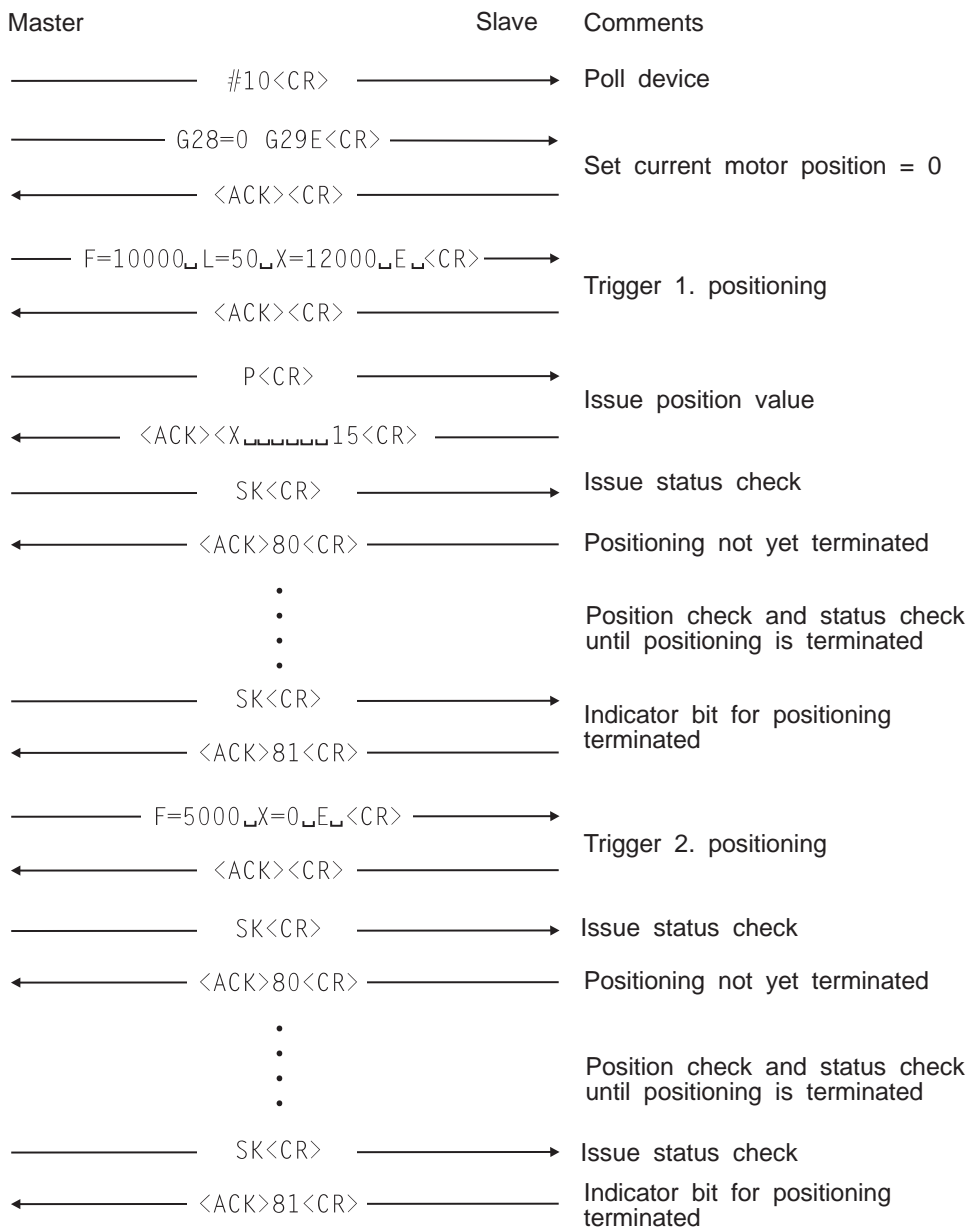 Master Slave Comments
#10<CR> Poll device
G28=0 G29E<CR>
Set current motor position = 0
<ACK><CR>
F=10000␣L=50␣X=12000␣E␣<CR>
Trigger 1. positioning
<ACK><CR>
P<CR>
Issue position value
<ACK><X␣␣␣␣␣␣15<CR>
SK<CR> Issue status check
<ACK>80<CR> Positioning not yet terminated
Position check and status check
until positioning is terminated
SK<CR>
Indicator bit for positioning
terminated
<ACK>81<CR>
F=5000␣X=0␣E␣<CR>
Trigger 2. positioning
<ACK><CR>
SK<CR> Issue status check
<ACK>80<CR> Positioning not yet terminated
Position check and status check
until positioning is terminated
SK<CR> Issue status check
<ACK>81<CR> Indicator bit for positioning
terminated